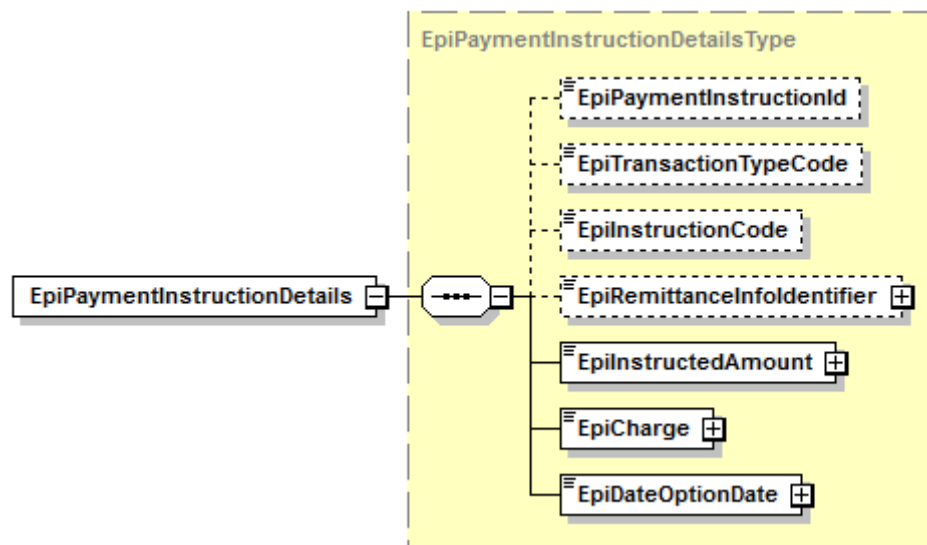 EpiPaymentInstructionDetailsType
EpiPaymentInstructionId
EpiTransactionTypeCode
EpiInstructionCode
EpiPaymentInstructionDetails
EpiRemittanceInfoIdentifier
EpiInstructedAmount
EpiCharge
EpiDateOptionDate